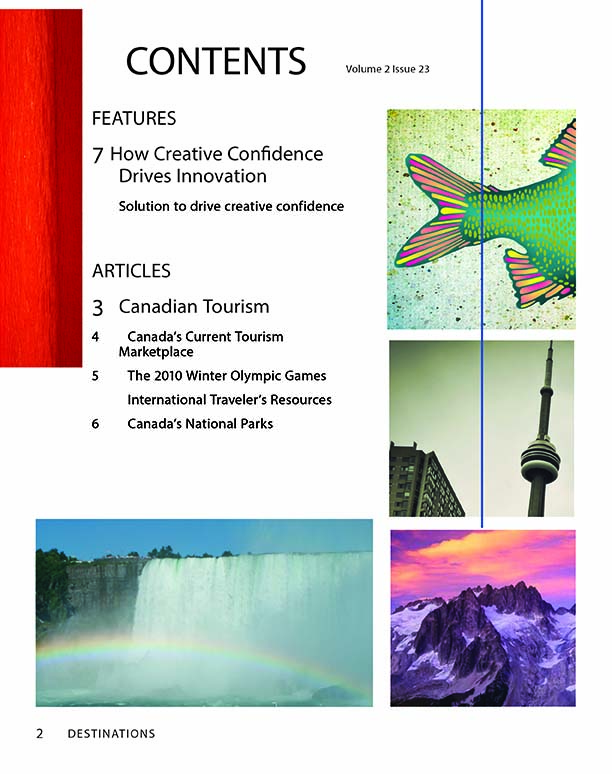 CONTENTS
Volume 2 Issue 23
FEATURES
7 How Creative Confidence
Drives Innovation
Solution to drive creative confidence
ARTICLES
3 Canadian Tourism
4 Canada's Current Tourism
Marketplace
5 The 2010 Winter Olympic Games
International Traveler's Resources
6 Canada's National Parks
2 DESTINATIONS